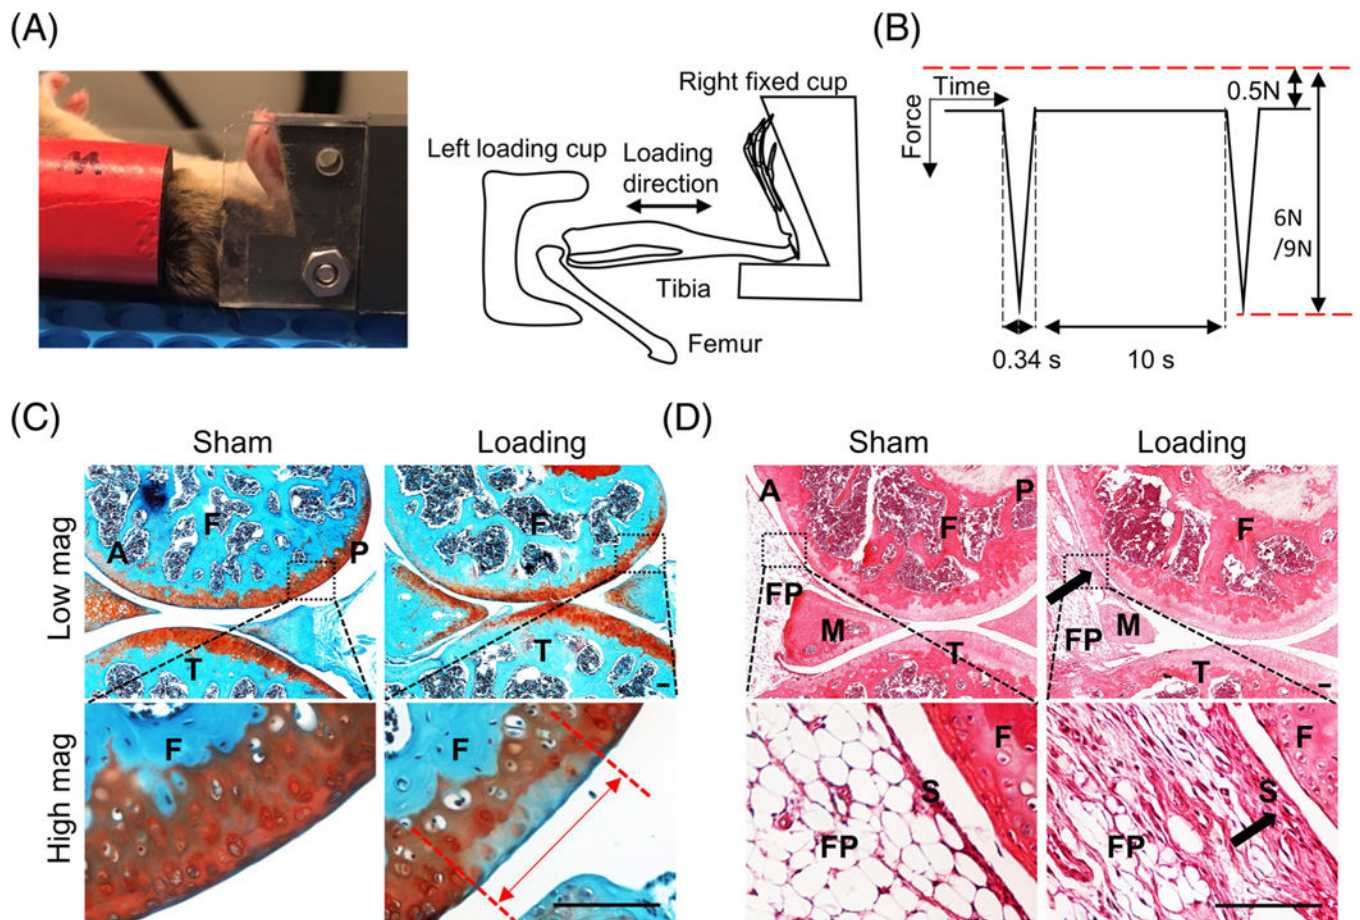 (A)
Left loading cup
Loading
direction
Right fixed cup
Tibia
Femur
(B)
Time
Force
0.5N
6N
/9N
0.34 s
10 s
(C)
Sham
Loading
Low mag
F
A
P
T
F
T
High mag
F
F
(D)
Sham
Loading
A
P
F
FP
M
T
F
FP
M
T
F
S
FP
F
S
FP